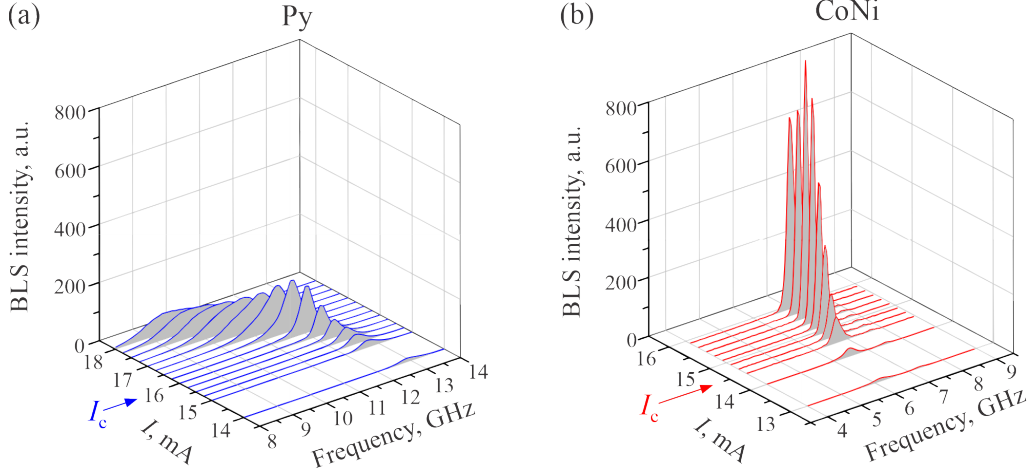 (a)
Py
800
600
400
200
0
BLS intensity, a.u.
18
17
16
15
14
I, mA
Ic
8
9
10
11
12
13
14
Frequency, GHz
(b)
CoNi
800
600
400
200
0
BLS intensity, a.u.
16
15
14
13
I, mA
Ic
4
5
6
7
8
9
Frequency, GHz